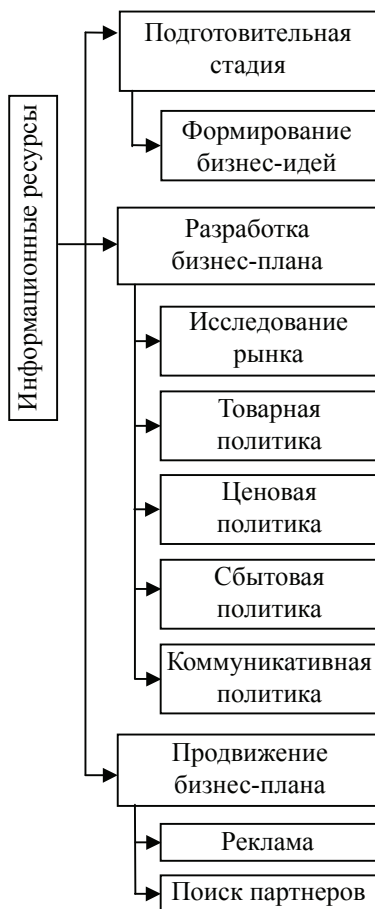 Информационные ресурсы
Подготовительная
стадия
Формирование
бизнес-идей
Разработка
бизнес-плана
Исследование
рынка
Товарная
политика
Ценовая
политика
Сбытовая
политика
Коммуникативная
политика
Продвижение
бизнес-плана
Реклама
Поиск партнеров